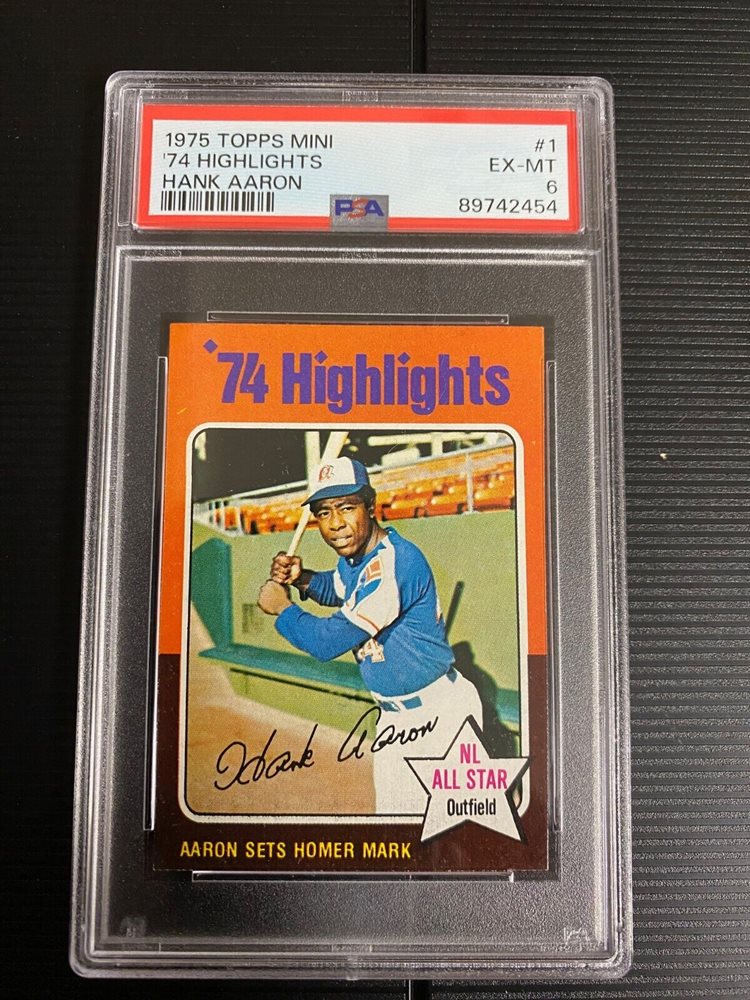 1975 TOPPS MINI #1
'74 HIGHLIGHTS EX-MT
HANK AARON 6
PSA 89742454
'74 Highlights
a
44
Hank Aaron
NL
ALL STAR
Outfield
AARON SETS HOMER MARK